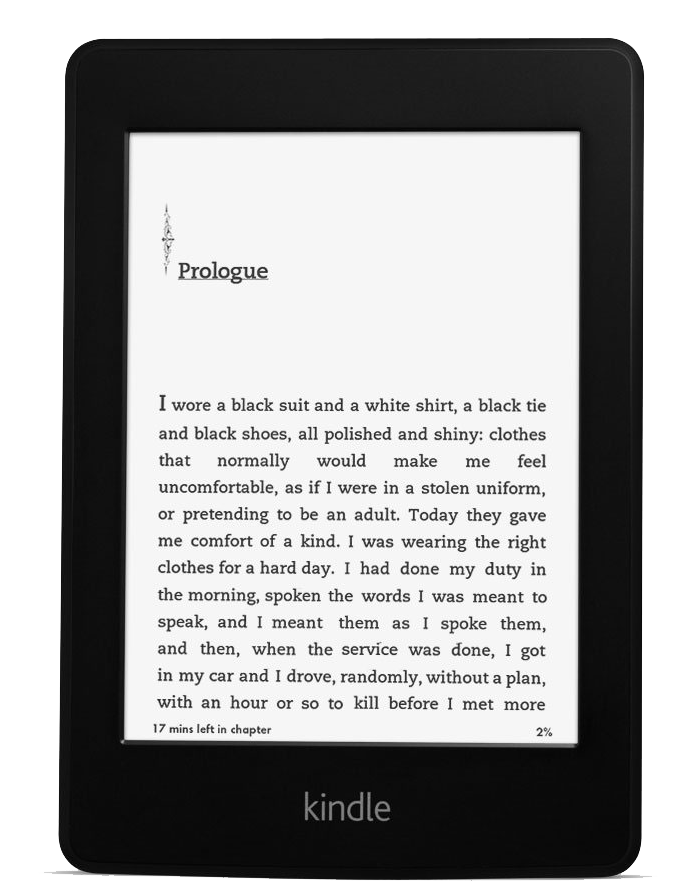 Prologue
I wore a black suit and a white shirt, a black tie
and black shoes, all polished and shiny: clothes
that normally would make me feel
uncomfortable, as if I were in a stolen uniform,
or pretending to be an adult. Today they gave
me comfort of a kind. I was wearing the right
clothes for a hard day. I had done my duty in
the morning, spoken the words I was meant to
speak, and I meant them as I spoke them,
and then, when the service was done, I got
in my car and I drove, randomly, without a plan,
with an hour or so to kill before I met more
17 mins left in chapter 2%
kindle